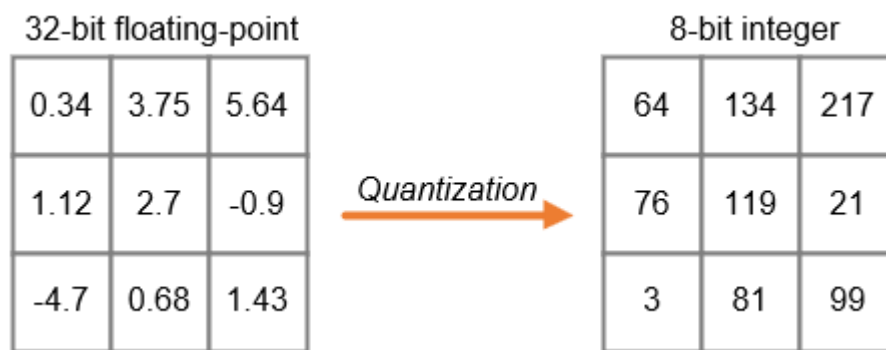 32-bit floating-point
8-bit integer
0.34 3.75 5.64
64 134 217
1.12 2.7 -0.9
Quantization
76 119 21
-4.7 0.68 1.43
3 81 99